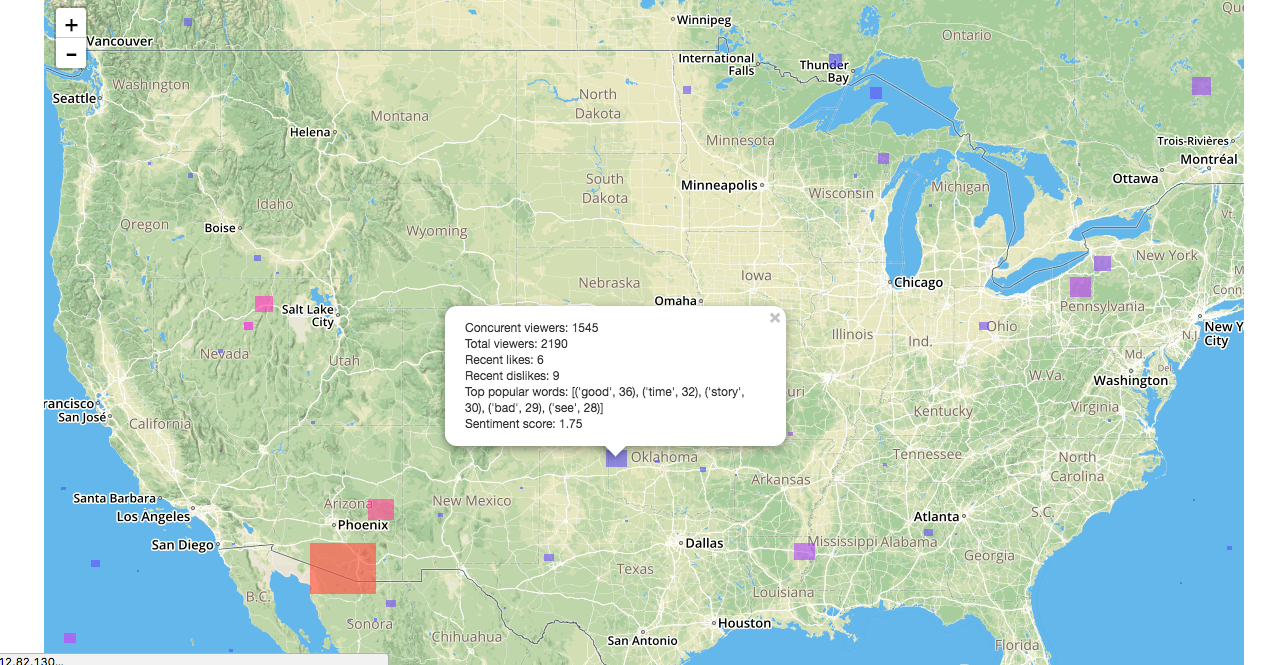 +
−
Winnipeg
Vancouver
Ontario
Thunder
Bay
International
Falls
Washington
Seattle
North
Dakota
Montana
Helena
Minnesota
Trois-Rivières
Montréal
Ottawa
South
Dakota
Minneapolis
Wisconsin
Michigan
Idaho
Oregon
Boise
Wyoming
Vt.
New York
Nebraska
Iowa
Chicago
Omaha
Salt Lake
City
Pennsylvania
Conn.
Concurent viewers: 1545
Total viewers: 2190
Recent likes: 6
Recent dislikes: 9
Top popular words: [('good', 36), ('time', 32), ('story',
30), ('bad', 29), ('see', 28)]
Sentiment score: 1.75
×
Illinois
Ind.
Ohio
N.J.
New Y
City
Nevada
Utah
Md.
Del.
W.Va.
Washington
rancisco
San José
California
uri
Kentucky
Virginia
Oklahoma
Tennessee
North
Carolina
Arkansas
Santa Barbara
Los Angeles
Arizona
Phoenix
New Mexico
S.C.
Atlanta
San Diego
Dallas
Mississippi
Alabama
Georgia
Texas
Louisiana
B.C.
Sonora
Chihuahua
San Antonio
Houston
Florida
12.82.130...